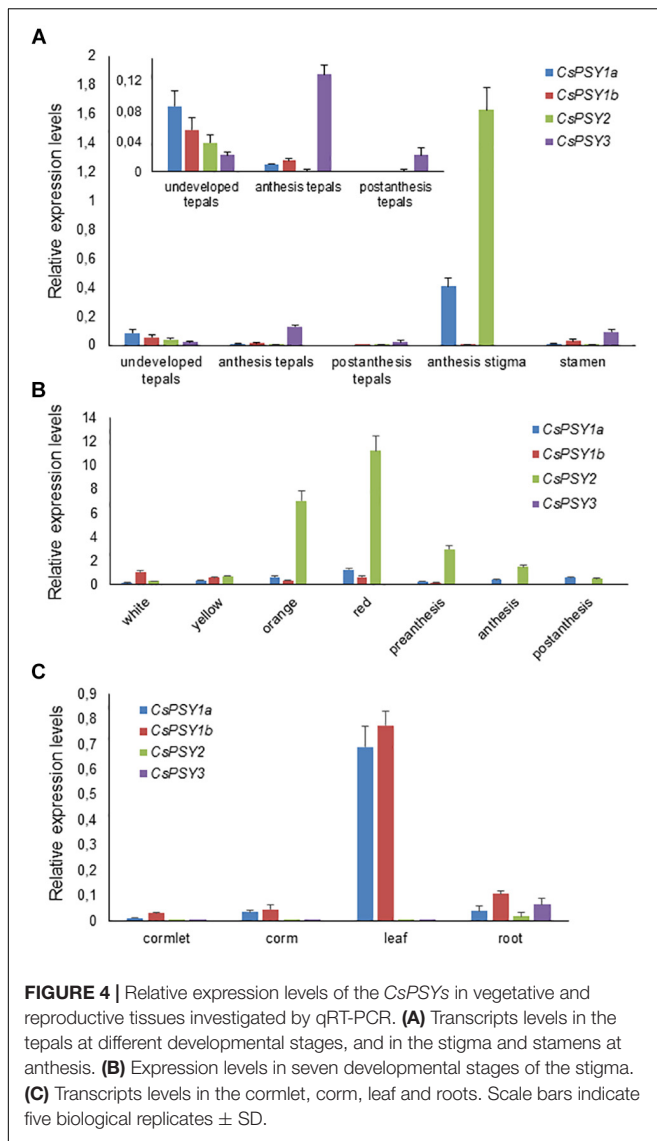 A
Relative expression levels
2
1,8
1,6
1,4
1,2
1
0,8
0,6
0,4
0,2
0
0,12
0,08
0,04
0
undeveloped tepals
anthesis tepals
postanthesis tepals
CsPSY1a
CsPSY1b
CsPSY2
CsPSY3
undeveloped tepals
anthesis tepals
postanthesis tepals
anthesis stigma
stamen
B
Relative expression levels
14
12
10
8
6
4
2
0
CsPSY1a
CsPSY1b
CsPSY2
CsPSY3
white
yellow
orange
red
preanthesis
anthesis
postanthesis
C
Relative expression levels
0,9
0,8
0,7
0,6
0,5
0,4
0,3
0,2
0,1
0
CsPSY1a
CsPSY1b
CsPSY2
CsPSY3
cormlet
corm
leaf
root
FIGURE 4 | Relative expression levels of the CsPSYs in vegetative and
reproductive tissues investigated by qRT-PCR. (A) Transcripts levels in the
tepals at different developmental stages, and in the stigma and stamens at
anthesis. (B) Expression levels in seven developmental stages of the stigma.
(C) Transcripts levels in the cormlet, corm, leaf and roots. Scale bars indicate
five biological replicates ± SD.